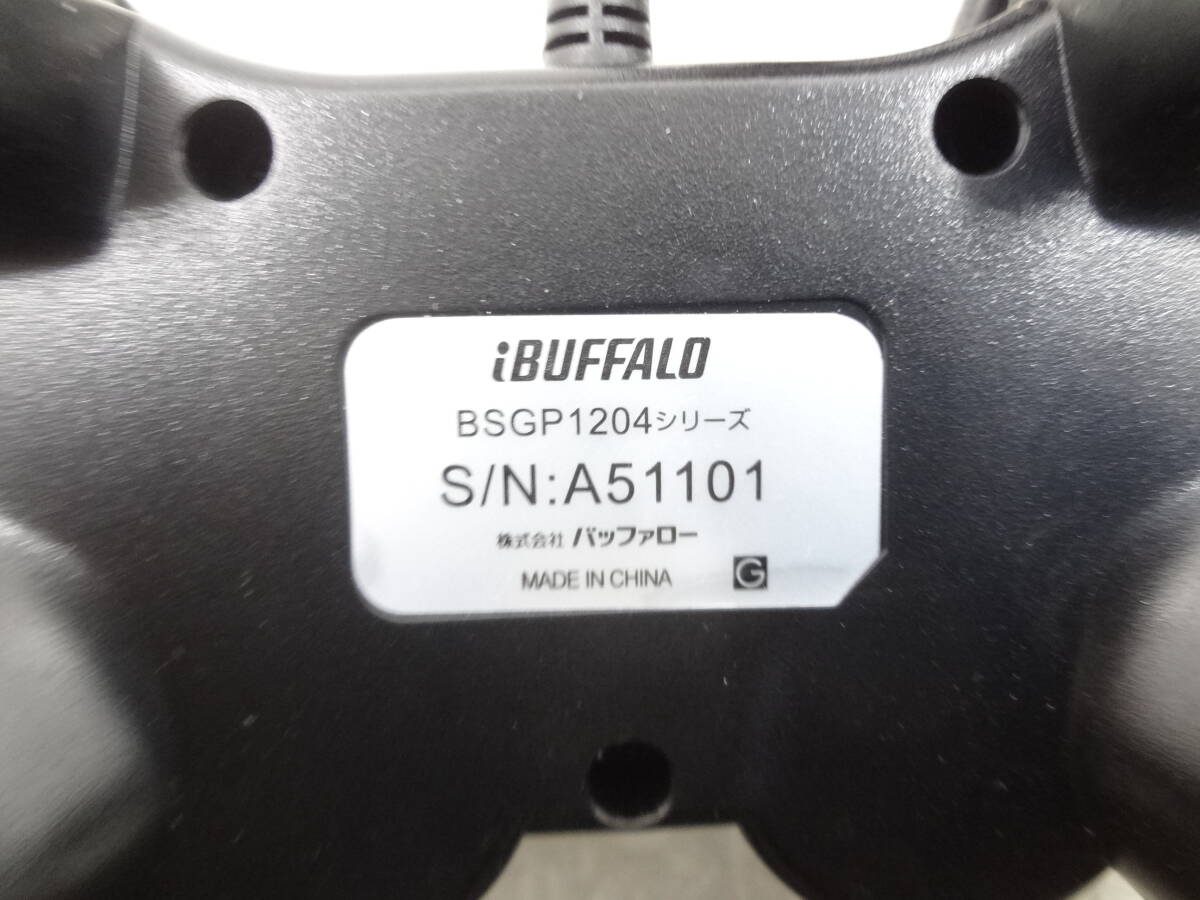 iBUFFALO
BSGP1204シリーズ
S/N:A51101
株式会社 バッファロー
MADE IN CHINA G